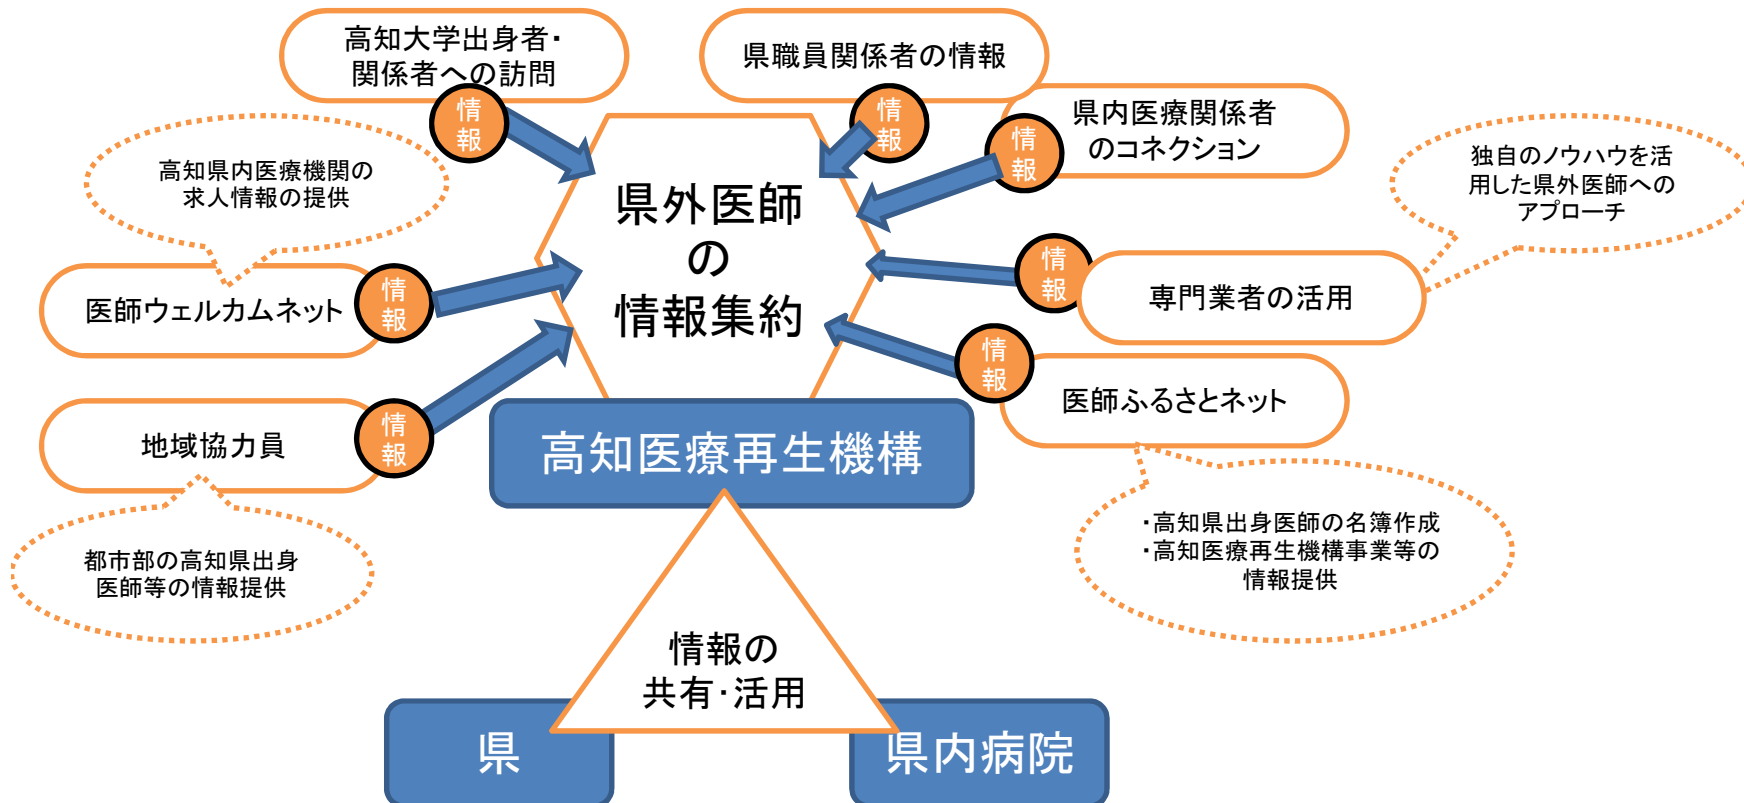 高知大学出身者・
関係者への訪問
情
報
県職員関係者の情報
情
報
県内医療関係者
のコネクション
情
報
高知県内医療機関の
求人情報の提供
独自のノウハウを活
用した県外医師への
アプローチ
県外医師
の
情報集約
医師ウェルカムネット
情
報
情
報
専門業者の活用
地域協力員
情
報
情
報
医師ふるさとネット
高知医療再生機構
都市部の高知県出身
医師等の情報提供
・高知県出身医師の名簿作成
・高知医療再生機構事業等の
情報提供
情報の
共有・活用
県
県内病院